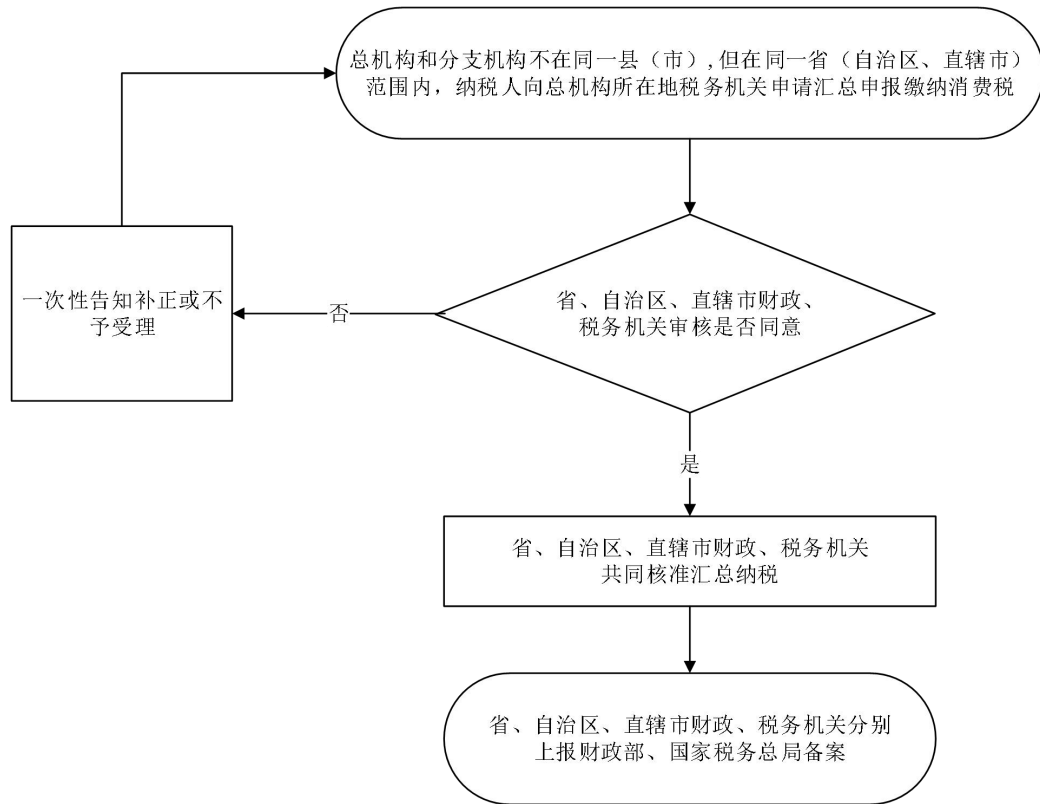 总机构和分支机构不在同一县（市）,但在同一省（自治区、直辖市）
范围内，纳税人向总机构所在地税务机关申请汇总申报缴纳消费税
一次性告知补正或不
予受理
否
省、自治区、直辖市财政、
税务机关审核是否同意
是
省、自治区、直辖市财政、税务机关
共同核准汇总纳税
省、自治区、直辖市财政、税务机关分别
上报财政部、国家税务总局备案